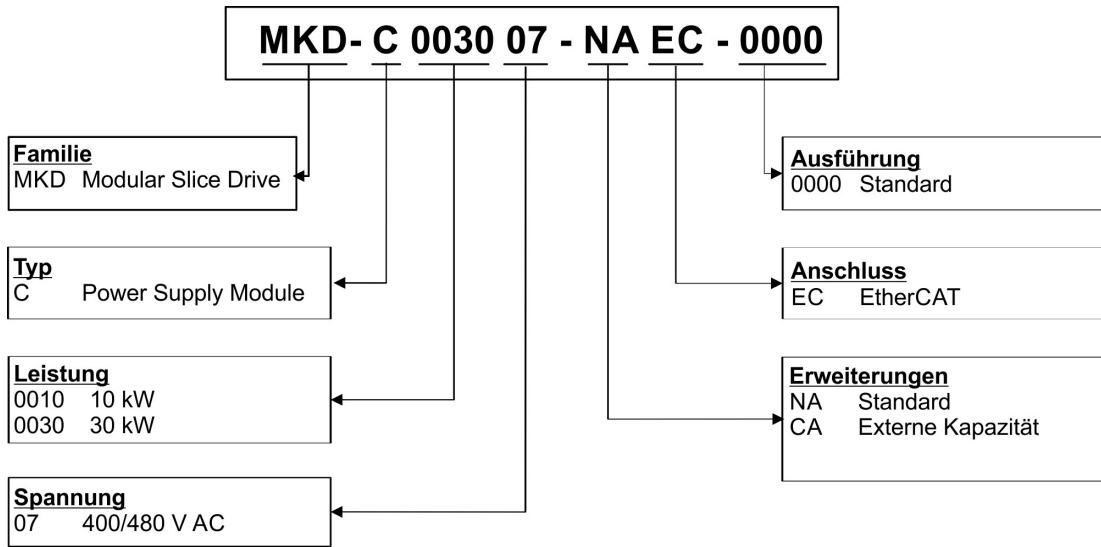 MKD- C 0030 07 - NA EC - 0000
Familie
MKD Modular Slice Drive
Typ
C Power Supply Module
Leistung
0010 10 kW
0030 30 kW
Spannung
07 400/480 V AC
Ausführung
0000 Standard
Anschluss
EC EtherCAT
Erweiterungen
NA Standard
CA Externe Kapazität